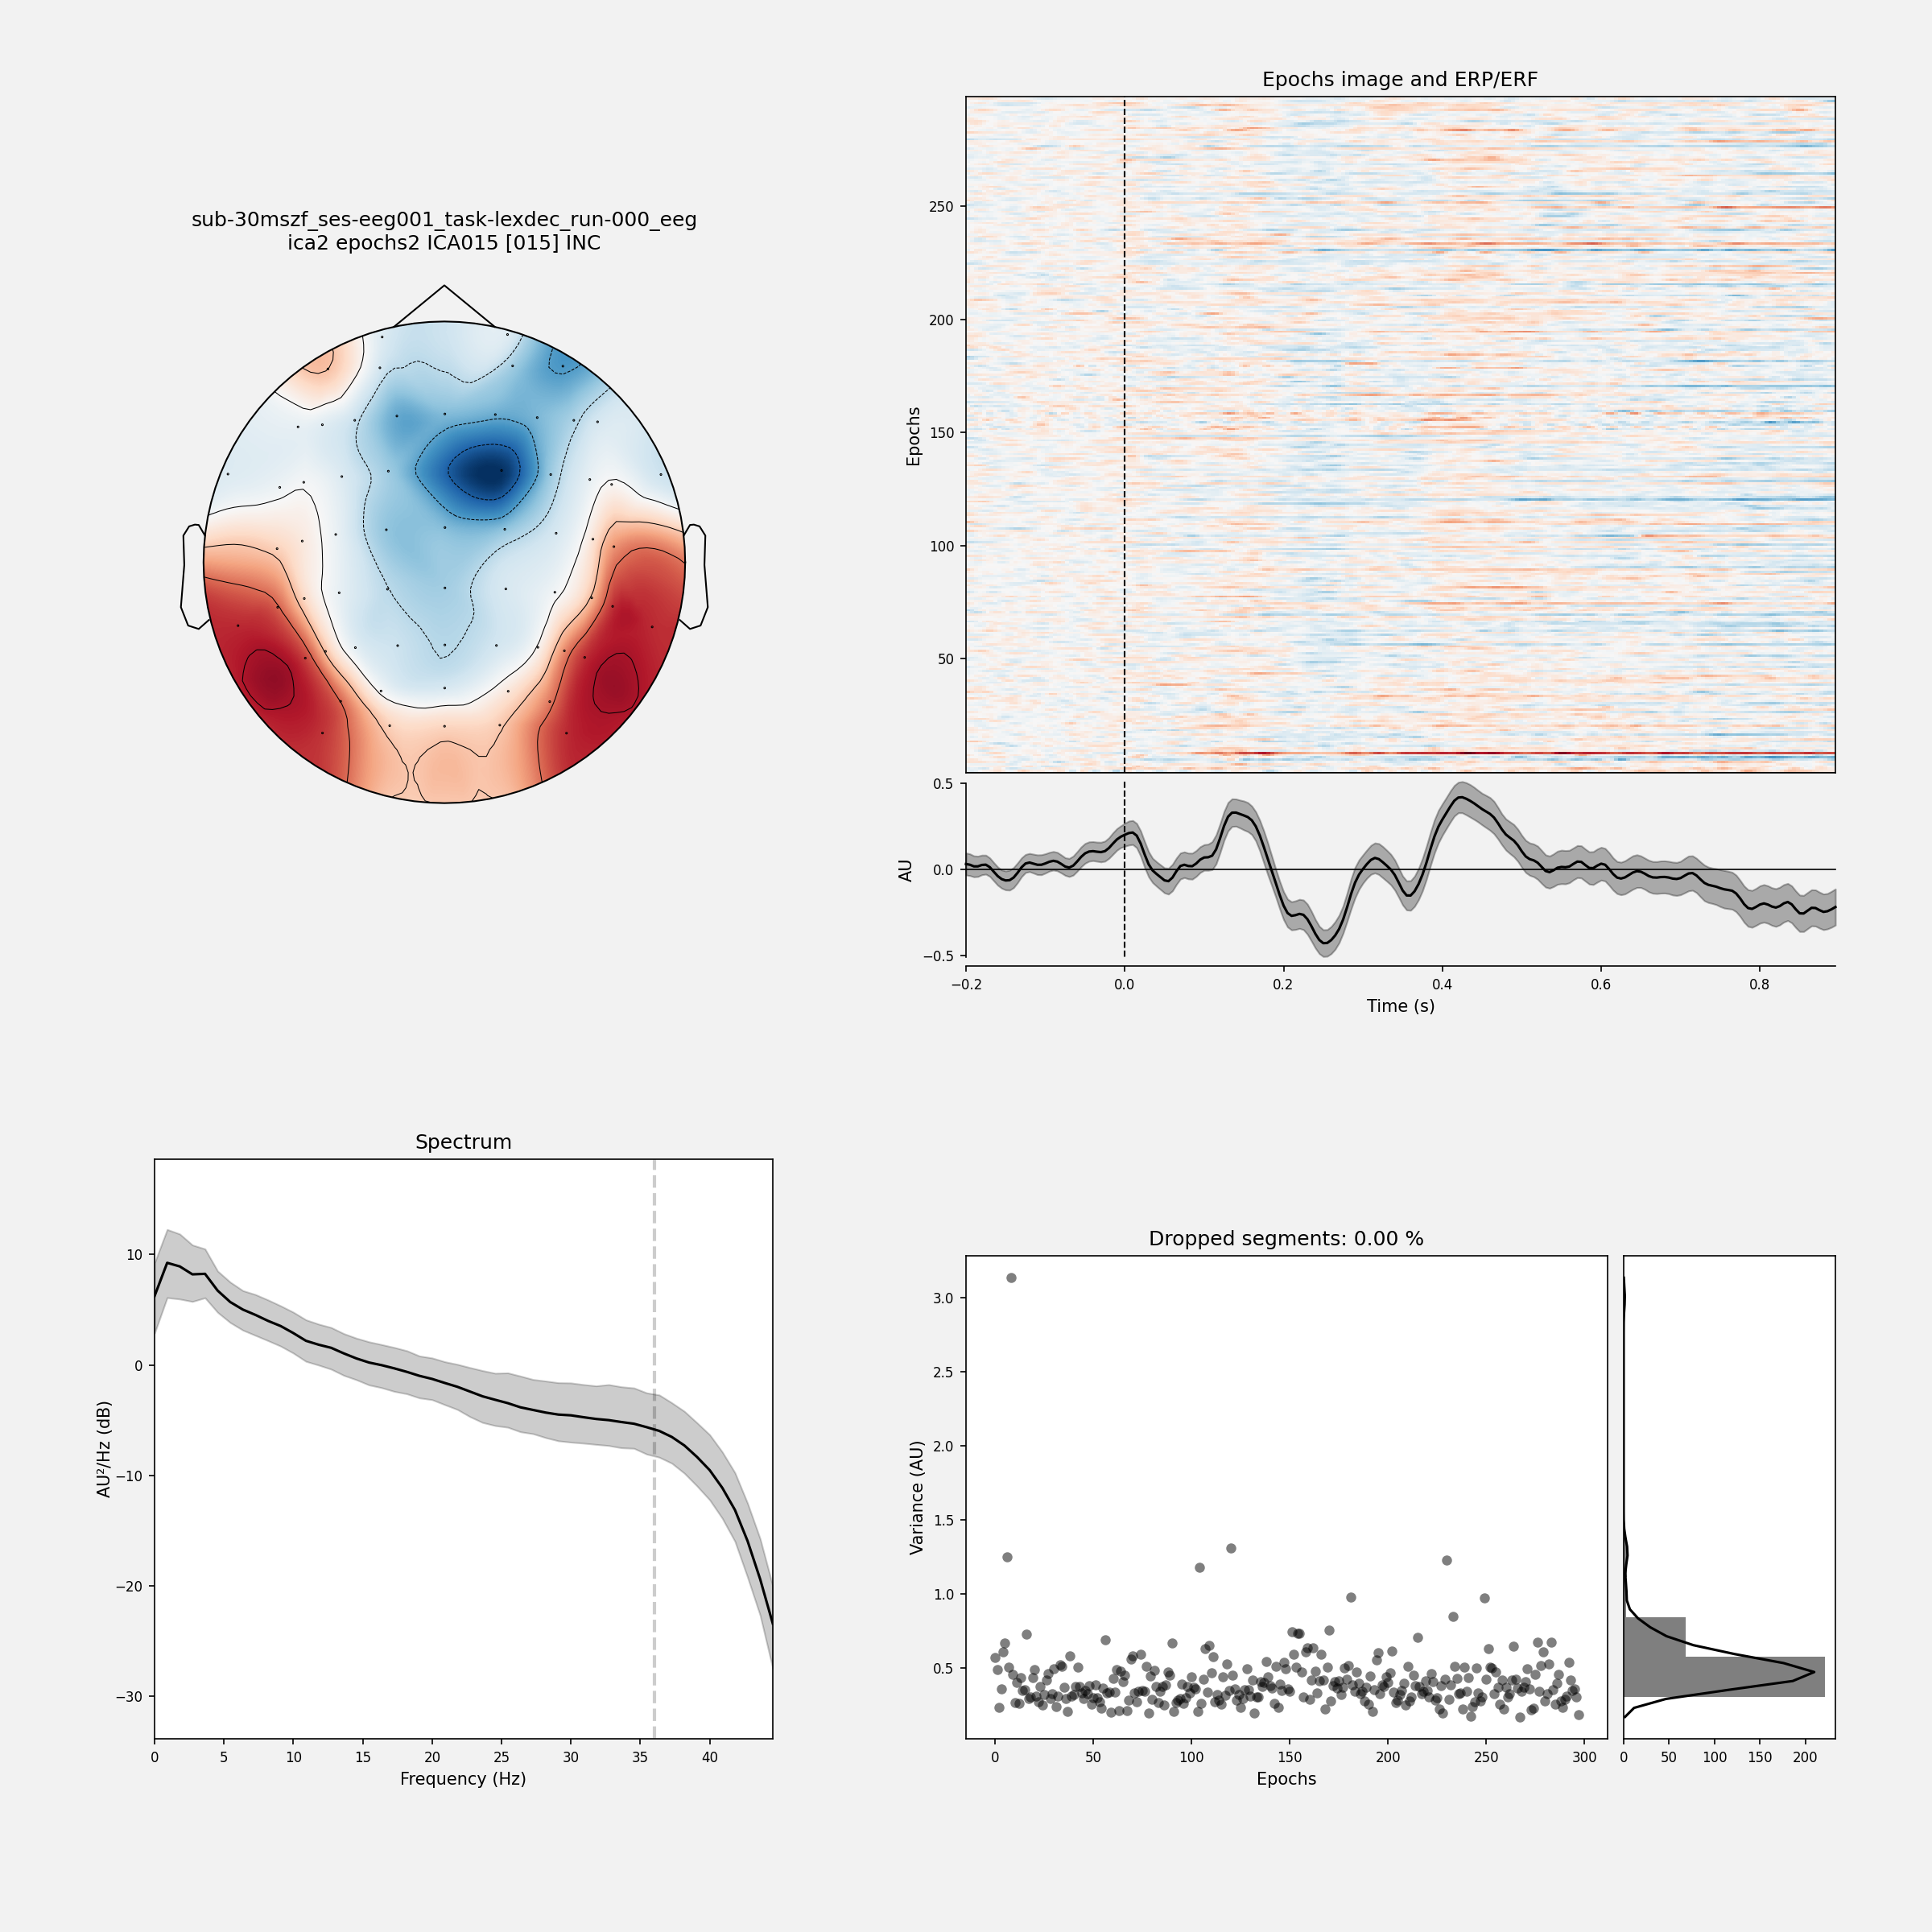 Epochs image and ERP/ERF
sub-30mszf_ses-eeg001_task-lexdec_run-000_eeg
ica2 epochs2 ICA015 [015] INC
Epochs
250
200
150
100
50
AU
0.5
0.0
−0.5
−0.2 0.0 0.2 0.4 0.6 0.8
Time (s)
Spectrum
AU²/Hz (dB)
10
0
−10
−20
−30
0 5 10 15 20 25 30 35 40
Frequency (Hz)
Dropped segments: 0.00 %
Variance (AU)
3.0
2.5
2.0
1.5
1.0
0.5
0 50 100 150 200 250 300
Epochs
0 50 100 150 200